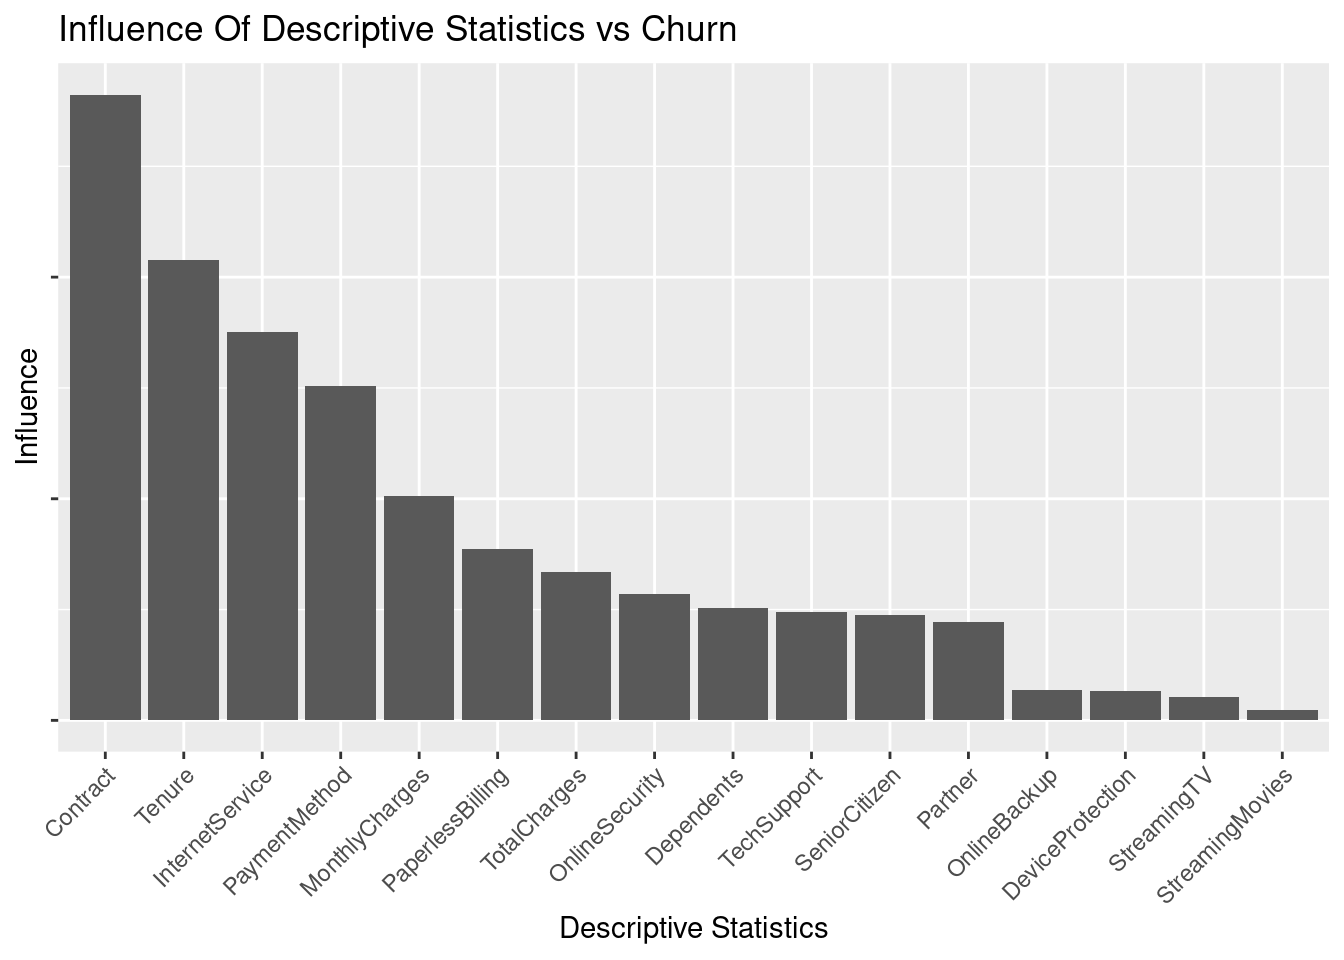 Influence Of Descriptive Statistics vs Churn
Influence
Contract
Tenure
InternetService
PaymentMethod
MonthlyCharges
PaperlessBilling
TotalCharges
OnlineSecurity
Dependents
TechSupport
SeniorCitizen
Partner
OnlineBackup
DeviceProtection
StreamingTV
StreamingMovies
Descriptive Statistics